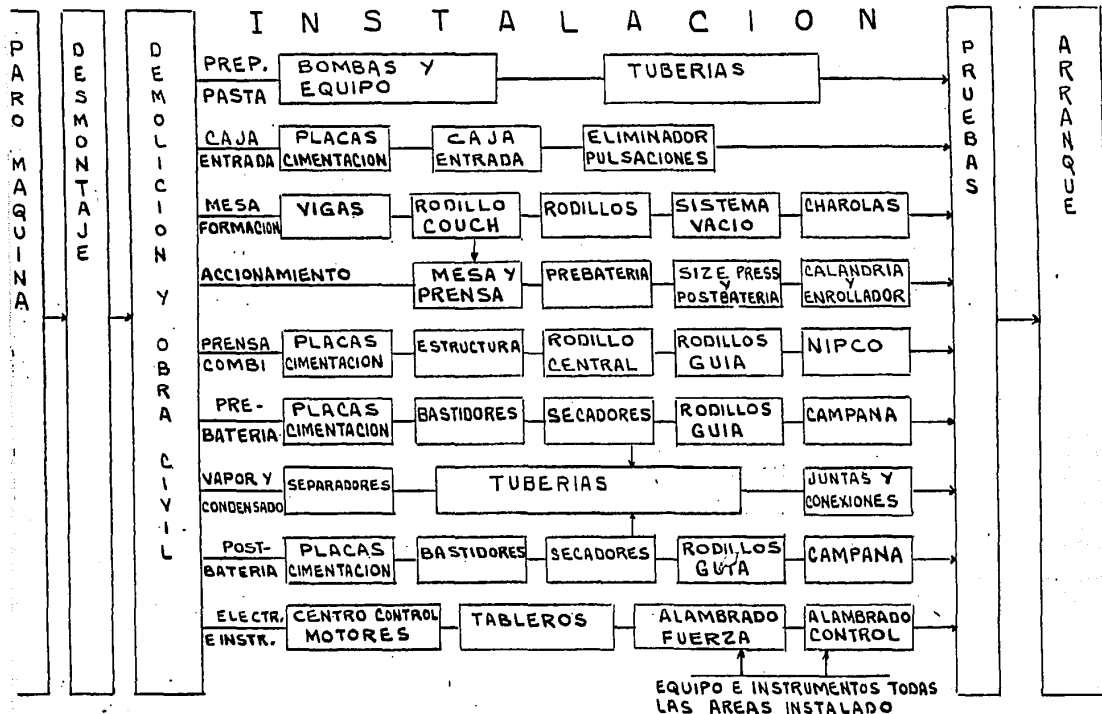 INSTALACION
PARO MAQUINA
DESMONTAJE
DEMOLICION Y OBRA CIVIL
PREP.
PASTA
BOMBAS Y
EQUIPO
TUBERIAS
CAJA
ENTRADA
PLACAS
CIMENTACION
CAJA
ENTRADA
ELIMINADOR
PULSACIONES
MESA
FORMACION
VIGAS
RODILLO
COUCH
RODILLOS
SISTEMA
VACIO
CHAROLAS
ACCIONAMIENTO
MESA Y
PRENSA
PREBATERIA
SIZE PRESS
Y
POSTBATERIA
CALANDRIA
Y
ENROLLADOR
PRENSA
COMBI
PLACAS
CIMENTACION
ESTRUCTURA
RODILLO
CENTRAL
RODILLOS
GUIA
NIPCO
PRE-
BATERIA
PLACAS
CIMENTACION
BASTIDORES
SECADORES
RODILLOS
GUIA
CAMPANA
VAPOR Y
CONDENSADO
SEPARADORES
TUBERIAS
JUNTAS Y
CONEXIONES
POST-
BATERIA
PLACAS
CIMENTACION
BASTIDORES
SECADORES
RODILLOS
GUIA
CAMPANA
ELECTR.
E INSTR.
CENTRO CONTROL
MOTORES
TABLEROS
ALAMBRADO
FUERZA
ALAMBRADO
CONTROL
EQUIPO E INSTRUMENTOS TODAS
LAS AREAS INSTALADO
PRUEBAS
ARRANQUE